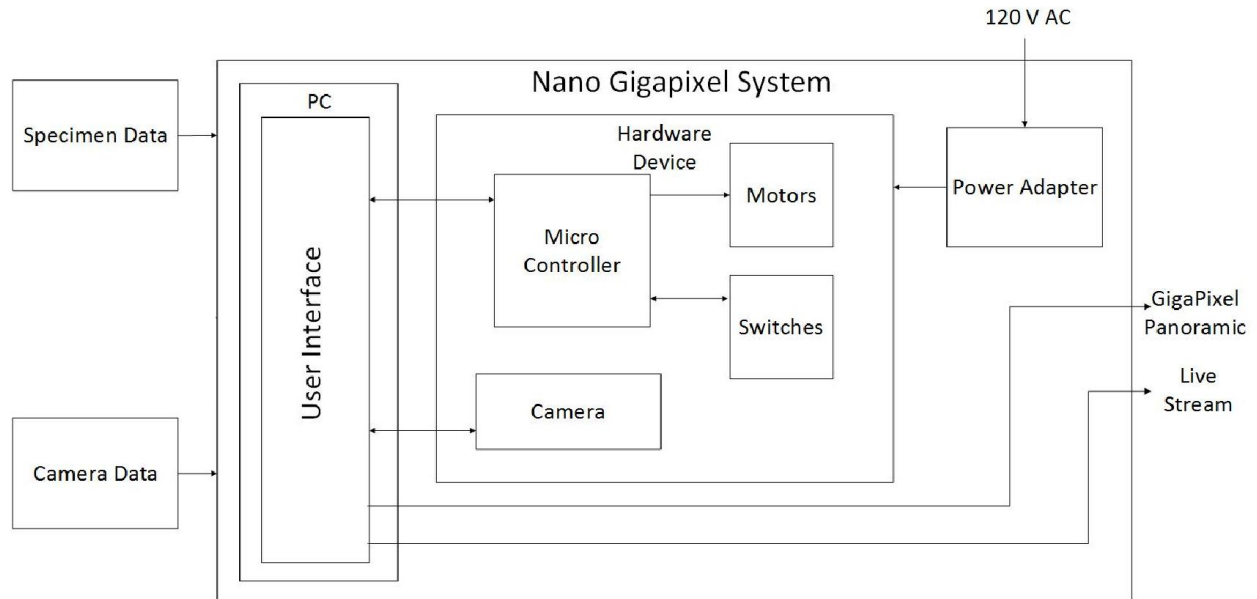 120 V AC
Nano Gigapixel System
Specimen Data
PC
User Interface
Hardware
Device
Motors
Power Adapter
Micro
Controller
Switches
GigaPixel
Panoramic
Camera
Live
Stream
Camera Data